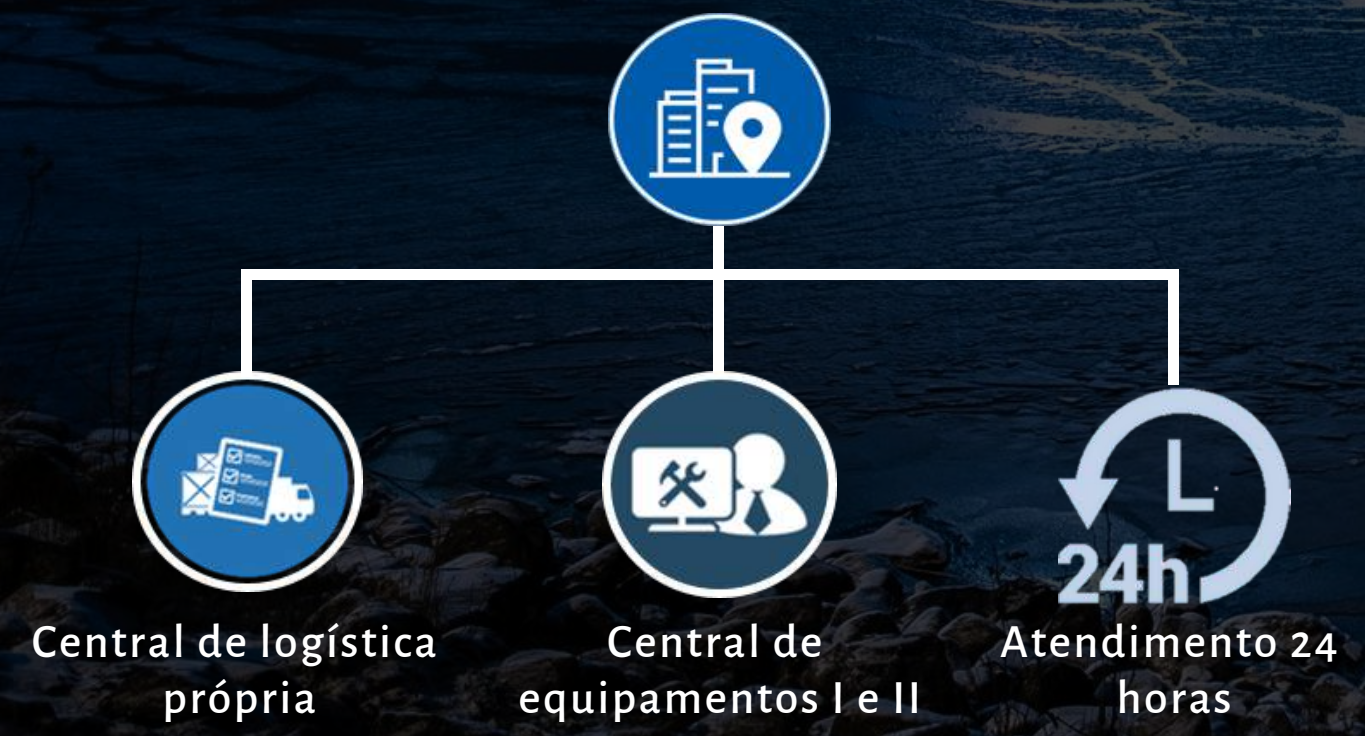 24h
Central de logística
própria
Central de
equipamentos I e II
Atendimento 24
horas